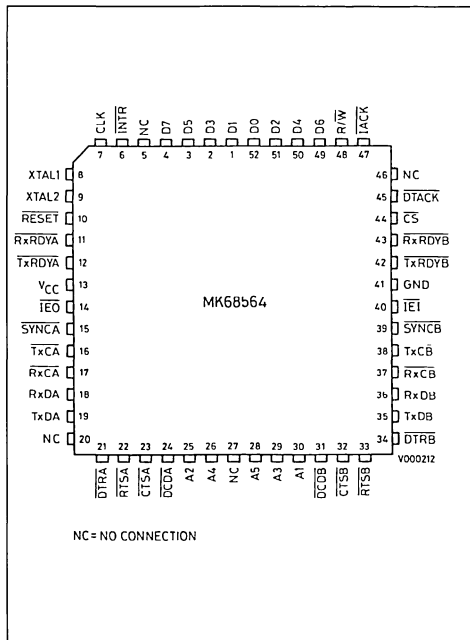 CLK INTR NC D7 D5 D3 D1 D0 D2 D4 D6 R/W IACK
7 6 5 4 3 2 1 52 51 50 49 48 47
XTAL1 8 46 NC
XTAL2 9 45 DTACK
RESET 10 44 CS
RxRDYA 11 43 RxRDYB
TxRDYA 12 42 TxRDYB
VCC 13 41 GND
MK68564
IEO 14 40 IEI
SYNCA 15 39 SYNCB
TxCA 16 38 TxCB
RxCA 17 37 RxCB
RxDA 18 36 RxDB
TxDA 19 35 TxDB
NC 20 34 DTRB
21 22 23 24 25 26 27 28 29 30 31 32 33
V000212
DTRA RTSA CTSA DCDA A2 A4 NC A5 A3 A1 DCDB CTSB RTSB
NC = NO CONNECTION